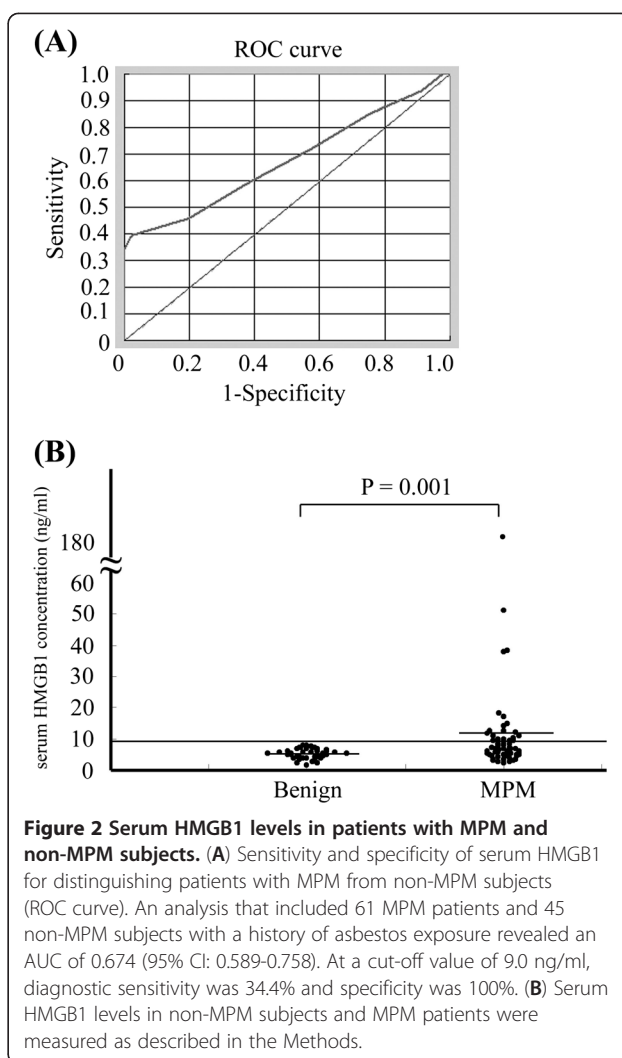 (A)
ROC curve
1.0
0.9
0.8
0.7
0.6
0.5
0.4
0.3
0.2
0.1
0
Sensitivity
0 0.2 0.4 0.6 0.8 1.0
1-Specificity
(B)
P = 0.001
serum HMGB1 concentration (ng/ml)
180
60
50
40
30
20
10
0
Benign MPM
Figure 2 Serum HMGB1 levels in patients with MPM and
non-MPM subjects. (A) Sensitivity and specificity of serum HMGB1
for distinguishing patients with MPM from non-MPM subjects
(ROC curve). An analysis that included 61 MPM patients and 45
non-MPM subjects with a history of asbestos exposure revealed an
AUC of 0.674 (95% CI: 0.589-0.758). At a cut-off value of 9.0 ng/ml,
diagnostic sensitivity was 34.4% and specificity was 100%. (B) Serum
HMGB1 levels in non-MPM subjects and MPM patients were
measured as described in the Methods.